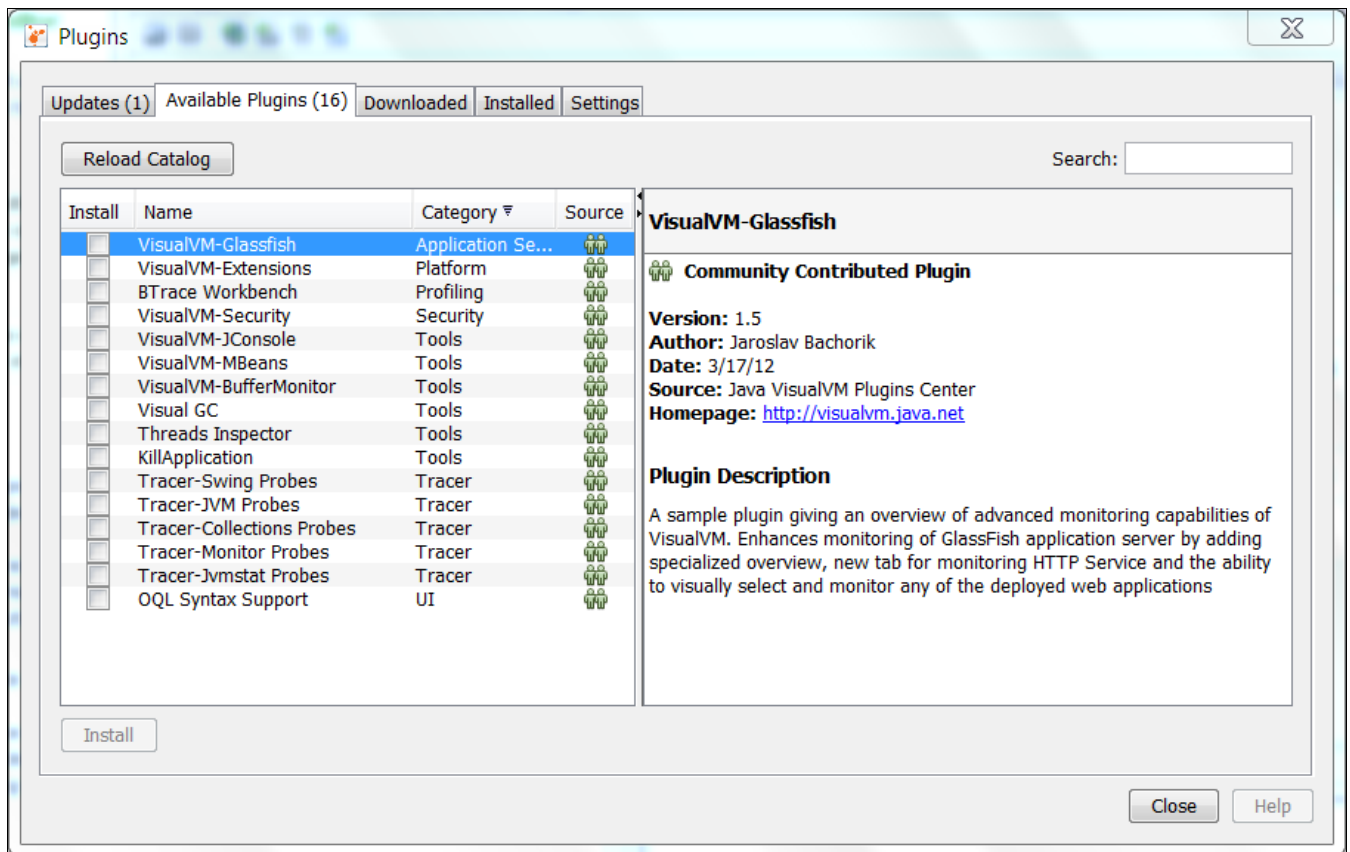 Plugins
Updates (1) Available Plugins (16) Downloaded Installed Settings
Reload Catalog Search:
Install Name Category Source
VisualVM-Glassfish Application Se...
VisualVM-Extensions Platform
BTrace Workbench Profiling
VisualVM-Security Security
VisualVM-JConsole Tools
VisualVM-MBeans Tools
VisualVM-BufferMonitor Tools
Visual GC Tools
Threads Inspector Tools
KillApplication Tools
Tracer-Swing Probes Tracer
Tracer-JVM Probes Tracer
Tracer-Collections Probes Tracer
Tracer-Monitor Probes Tracer
Tracer-Jvmstat Probes Tracer
OQL Syntax Support UI
VisualVM-Glassfish
Community Contributed Plugin
Version: 1.5
Author: Jaroslav Bachorik
Date: 3/17/12
Source: Java VisualVM Plugins Center
Homepage: http://visualvm.java.net
Plugin Description
A sample plugin giving an overview of advanced monitoring capabilities of
VisualVM. Enhances monitoring of GlassFish application server by adding
specialized overview, new tab for monitoring HTTP Service and the ability
to visually select and monitor any of the deployed web applications
Install
Close Help